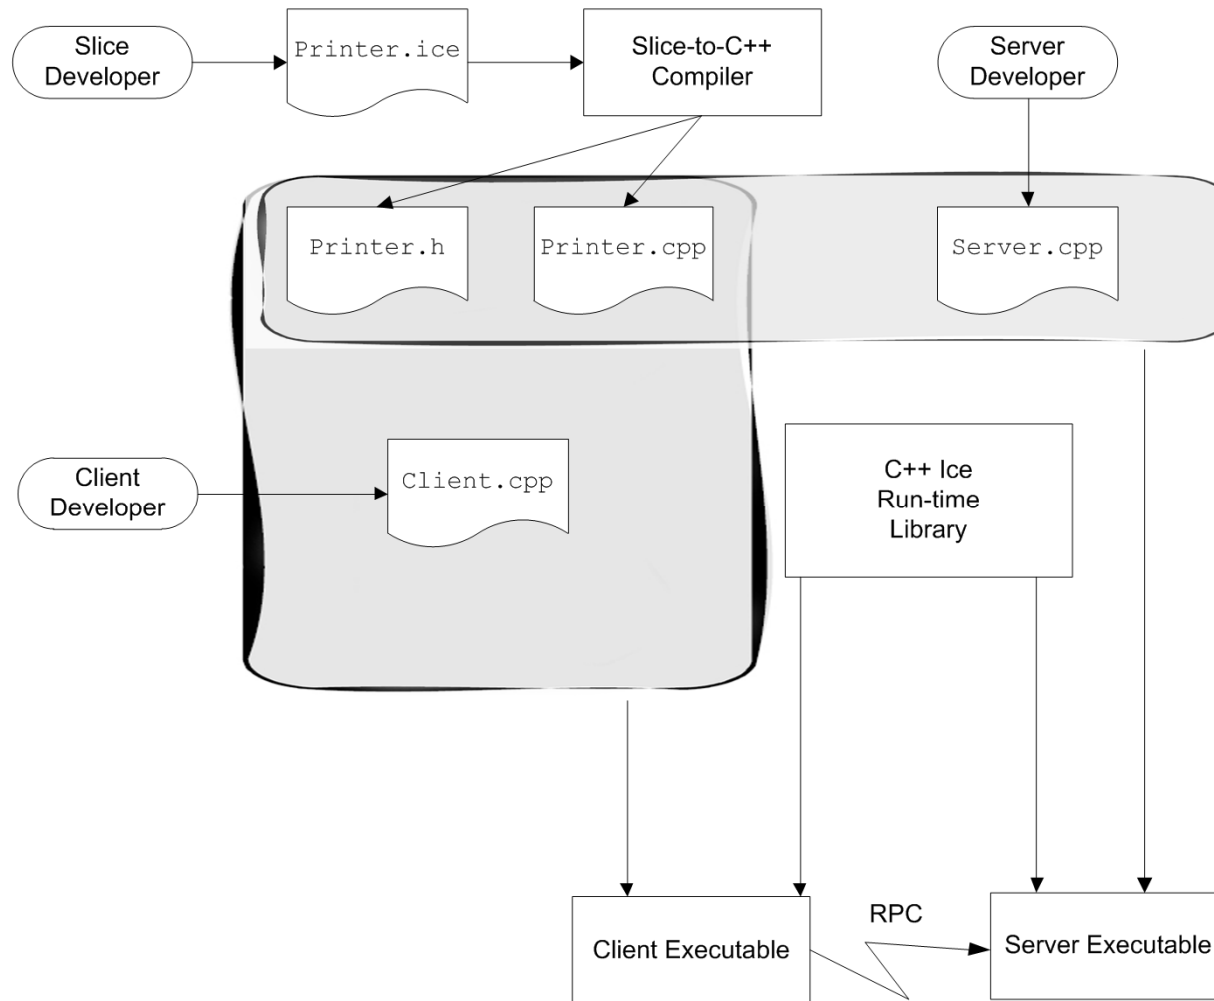 Slice
Developer
Printer.ice
Slice-to-C++
Compiler
Server
Developer
Printer.h
Printer.cpp
Server.cpp
Client
Developer
Client.cpp
C++ Ice
Run-time
Library
RPC
Client Executable
Server Executable